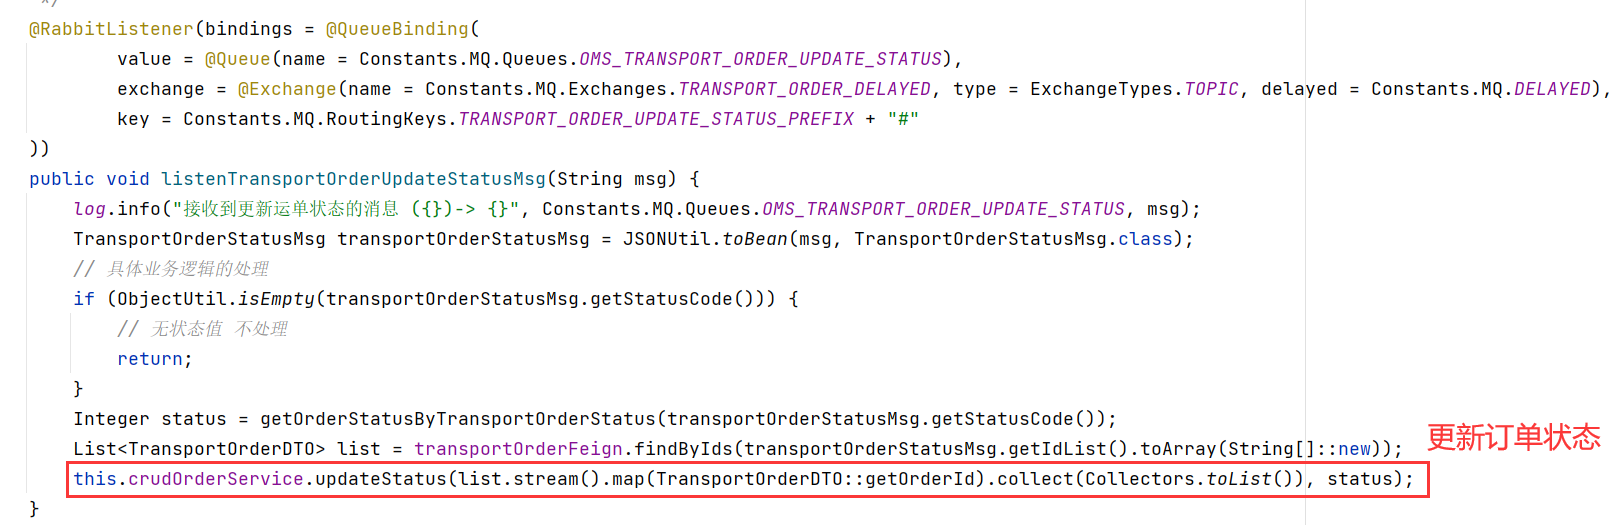 */
@RabbitListener(bindings = @QueueBinding(
        value = @Queue(name = Constants.MQ.Queues.OMS_TRANSPORT_ORDER_UPDATE_STATUS),
        exchange = @Exchange(name = Constants.MQ.Exchanges.TRANSPORT_ORDER_DELAYED, type = ExchangeTypes.TOPIC, delayed = Constants.MQ.DELAYED),
        key = Constants.MQ.RoutingKeys.TRANSPORT_ORDER_UPDATE_STATUS_PREFIX + "#"
))
public void listenTransportOrderUpdateStatusMsg(String msg) {
    log.info("接收到更新运单状态的消息 ({})-> {}", Constants.MQ.Queues.OMS_TRANSPORT_ORDER_UPDATE_STATUS, msg);
    TransportOrderStatusMsg transportOrderStatusMsg = JSONUtil.toBean(msg, TransportOrderStatusMsg.class);
    // 具体业务逻辑的处理
    if (ObjectUtil.isEmpty(transportOrderStatusMsg.getStatusCode())) {
        // 无状态值 不处理
        return;
    }
    Integer status = getOrderStatusByTransportOrderStatus(transportOrderStatusMsg.getStatusCode());
    List<TransportOrderDTO> list = transportOrderFeign.findByIds(transportOrderStatusMsg.getIdList().toArray(String[]::new));
更新订单状态
    this.crudOrderService.updateStatus(list.stream().map(TransportOrderDTO::getOrderId).collect(Collectors.toList()), status);
}